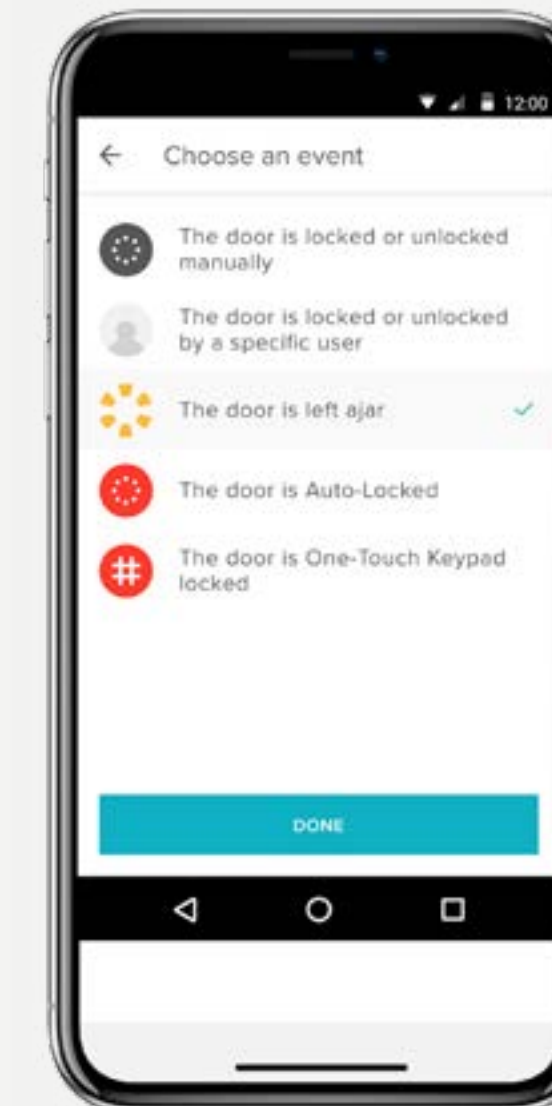 12:00
Choose an event
The door is locked or unlocked
manually
The door is locked or unlocked
by a specific user
The door is left ajar
The door is Auto-Locked
The door is One-Touch Keypad
locked
DONE